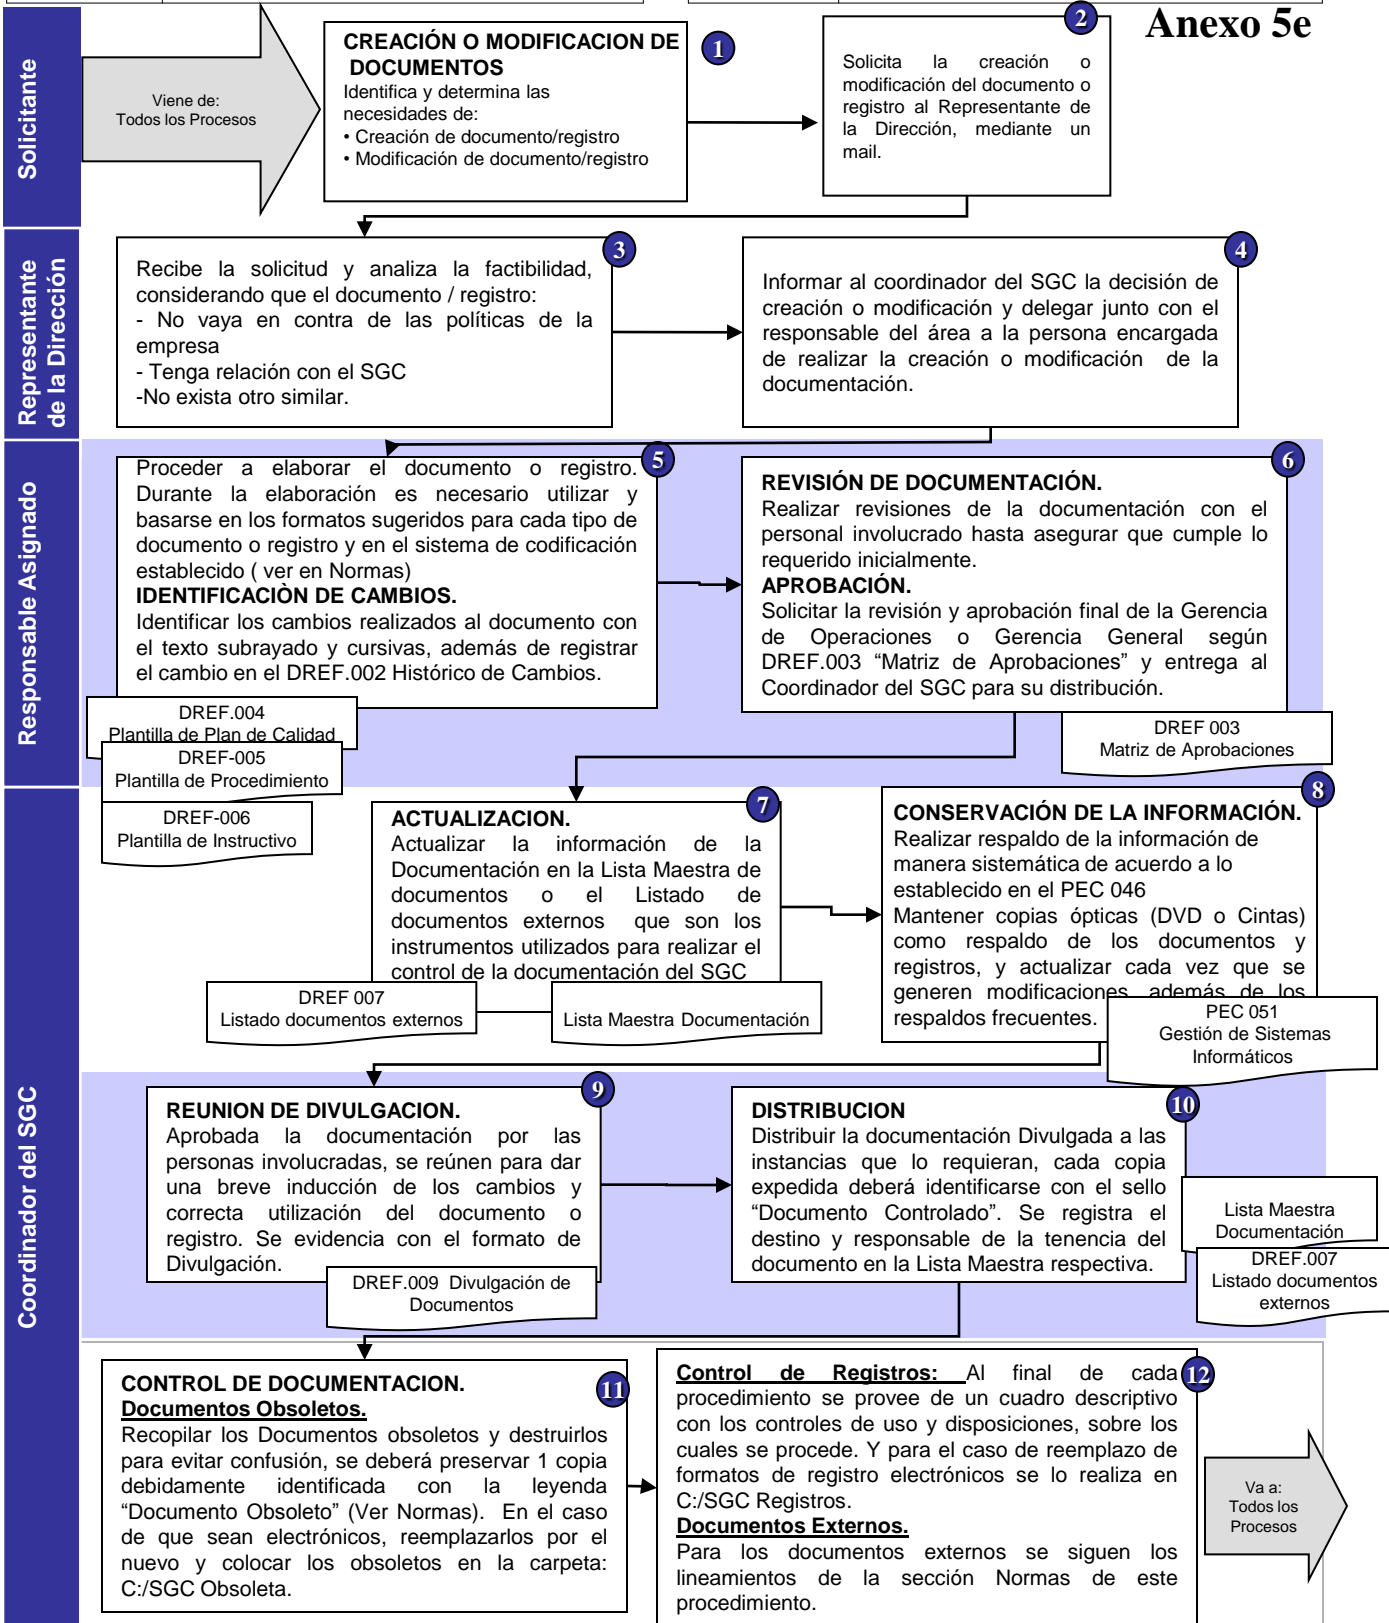 Anexo 5e
Solicitante
Viene de:
Todos los Procesos
1
CREACIÓN O MODIFICACION DE
DOCUMENTOS
Identifica y determina las
necesidades de:
• Creación de documento/registro
• Modificación de documento/registro
2
Solicita la creación o
modificación del documento o
registro al Representante de
la Dirección, mediante un
mail.
Representante
de la Dirección
3
Recibe la solicitud y analiza la factibilidad,
considerando que el documento / registro:
- No vaya en contra de las políticas de la
empresa
- Tenga relación con el SGC
-No exista otro similar.
4
Informar al coordinador del SGC la decisión de
creación o modificación y delegar junto con el
responsable del área a la persona encargada
de realizar la creación o modificación de la
documentación.
Responsable Asignado
5
Proceder a elaborar el documento o registro.
Durante la elaboración es necesario utilizar y
basarse en los formatos sugeridos para cada tipo de
documento o registro y en el sistema de codificación
establecido ( ver en Normas)
IDENTIFICACIÒN DE CAMBIOS.
Identificar los cambios realizados al documento con
el texto subrayado y cursivas, además de registrar
el cambio en el DREF.002 Histórico de Cambios.
DREF.004
Plantilla de Plan de Calidad
DREF-005
Plantilla de Procedimiento
DREF-006
Plantilla de Instructivo
6
REVISIÓN DE DOCUMENTACIÓN.
Realizar revisiones de la documentación con el
personal involucrado hasta asegurar que cumple lo
requerido inicialmente.
APROBACIÓN.
Solicitar la revisión y aprobación final de la Gerencia
de Operaciones o Gerencia General según
DREF.003 “Matriz de Aprobaciones” y entrega al
Coordinador del SGC para su distribución.
DREF 003
Matriz de Aprobaciones
Coordinador del SGC
7
ACTUALIZACION.
Actualizar la información de la
Documentación en la Lista Maestra de
documentos o el Listado de
documentos externos que son los
instrumentos utilizados para realizar el
control de la documentación del SGC
DREF 007
Listado documentos externos
Lista Maestra Documentación
8
CONSERVACIÓN DE LA INFORMACIÓN.
Realizar respaldo de la información de
manera sistemática de acuerdo a lo
establecido en el PEC 046
Mantener copias ópticas (DVD o Cintas)
como respaldo de los documentos y
registros, y actualizar cada vez que se
generen modificaciones, además de los
respaldos frecuentes.
PEC 051
Gestión de Sistemas
Informáticos
9
REUNION DE DIVULGACION.
Aprobada la documentación por las
personas involucradas, se reúnen para dar
una breve inducción de los cambios y
correcta utilización del documento o
registro. Se evidencia con el formato de
Divulgación.
DREF.009 Divulgación de
Documentos
10
DISTRIBUCION
Distribuir la documentación Divulgada a las
instancias que lo requieran, cada copia
expedida deberá identificarse con el sello
“Documento Controlado”. Se registra el
destino y responsable de la tenencia del
documento en la Lista Maestra respectiva.
Lista Maestra
Documentación
DREF.007
Listado documentos
externos
11
CONTROL DE DOCUMENTACION.
Documentos Obsoletos.
Recopilar los Documentos obsoletos y destruirlos
para evitar confusión, se deberá preservar 1 copia
debidamente identificada con la leyenda
“Documento Obsoleto” (Ver Normas). En el caso
de que sean electrónicos, reemplazarlos por el
nuevo y colocar los obsoletos en la carpeta:
C:/SGC Obsoleta.
12
Control de Registros: Al final de cada
procedimiento se provee de un cuadro descriptivo
con los controles de uso y disposiciones, sobre los
cuales se procede. Y para el caso de reemplazo de
formatos de registro electrónicos se lo realiza en
C:/SGC Registros.
Documentos Externos.
Para los documentos externos se siguen los
lineamientos de la sección Normas de este
procedimiento.
Va a:
Todos los
Procesos